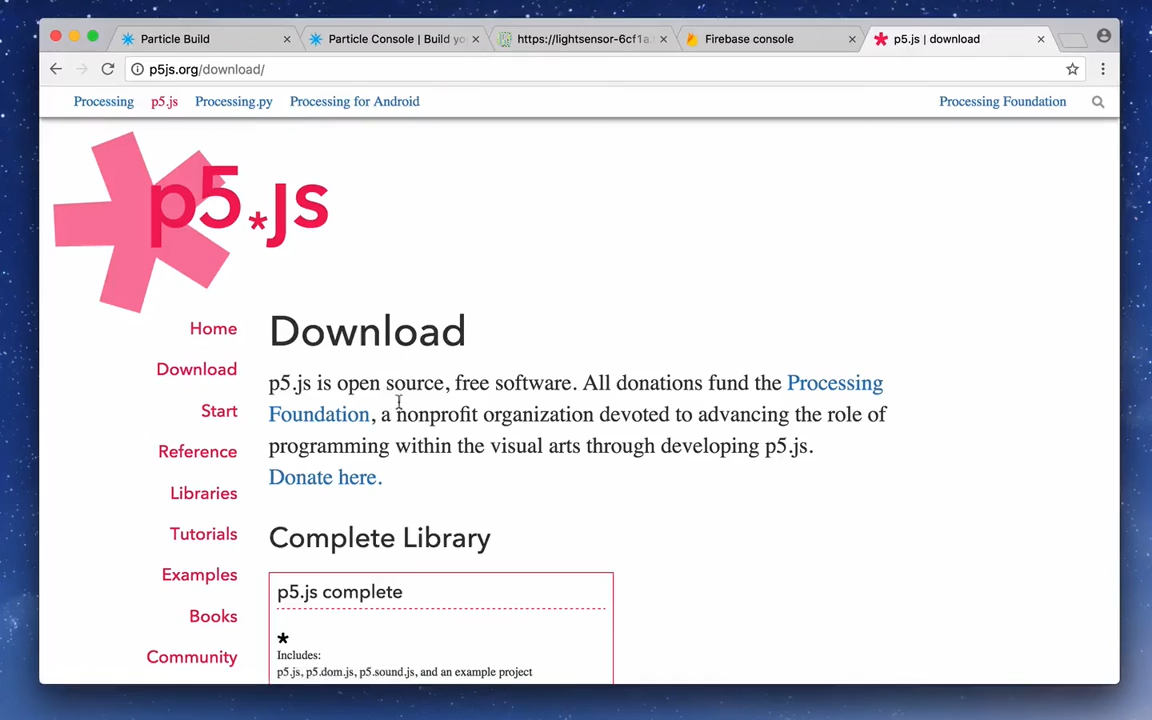 Particle Build
Particle Console | Build yo
https://lightsensor-6cf1a.
Firebase console
p5.js | download
p5js.org/download/
Processing
p5.js
Processing.py
Processing for Android
Processing Foundation
p5.js
Home
Download
Start
Reference
Libraries
Tutorials
Examples
Books
Community
Download
p5.js is open source, free software. All donations fund the Processing
Foundation, a nonprofit organization devoted to advancing the role of
programming within the visual arts through developing p5.js.
Donate here.
Complete Library
p5.js complete
*
Includes:
p5.js, p5.dom.js, p5.sound.js, and an example project